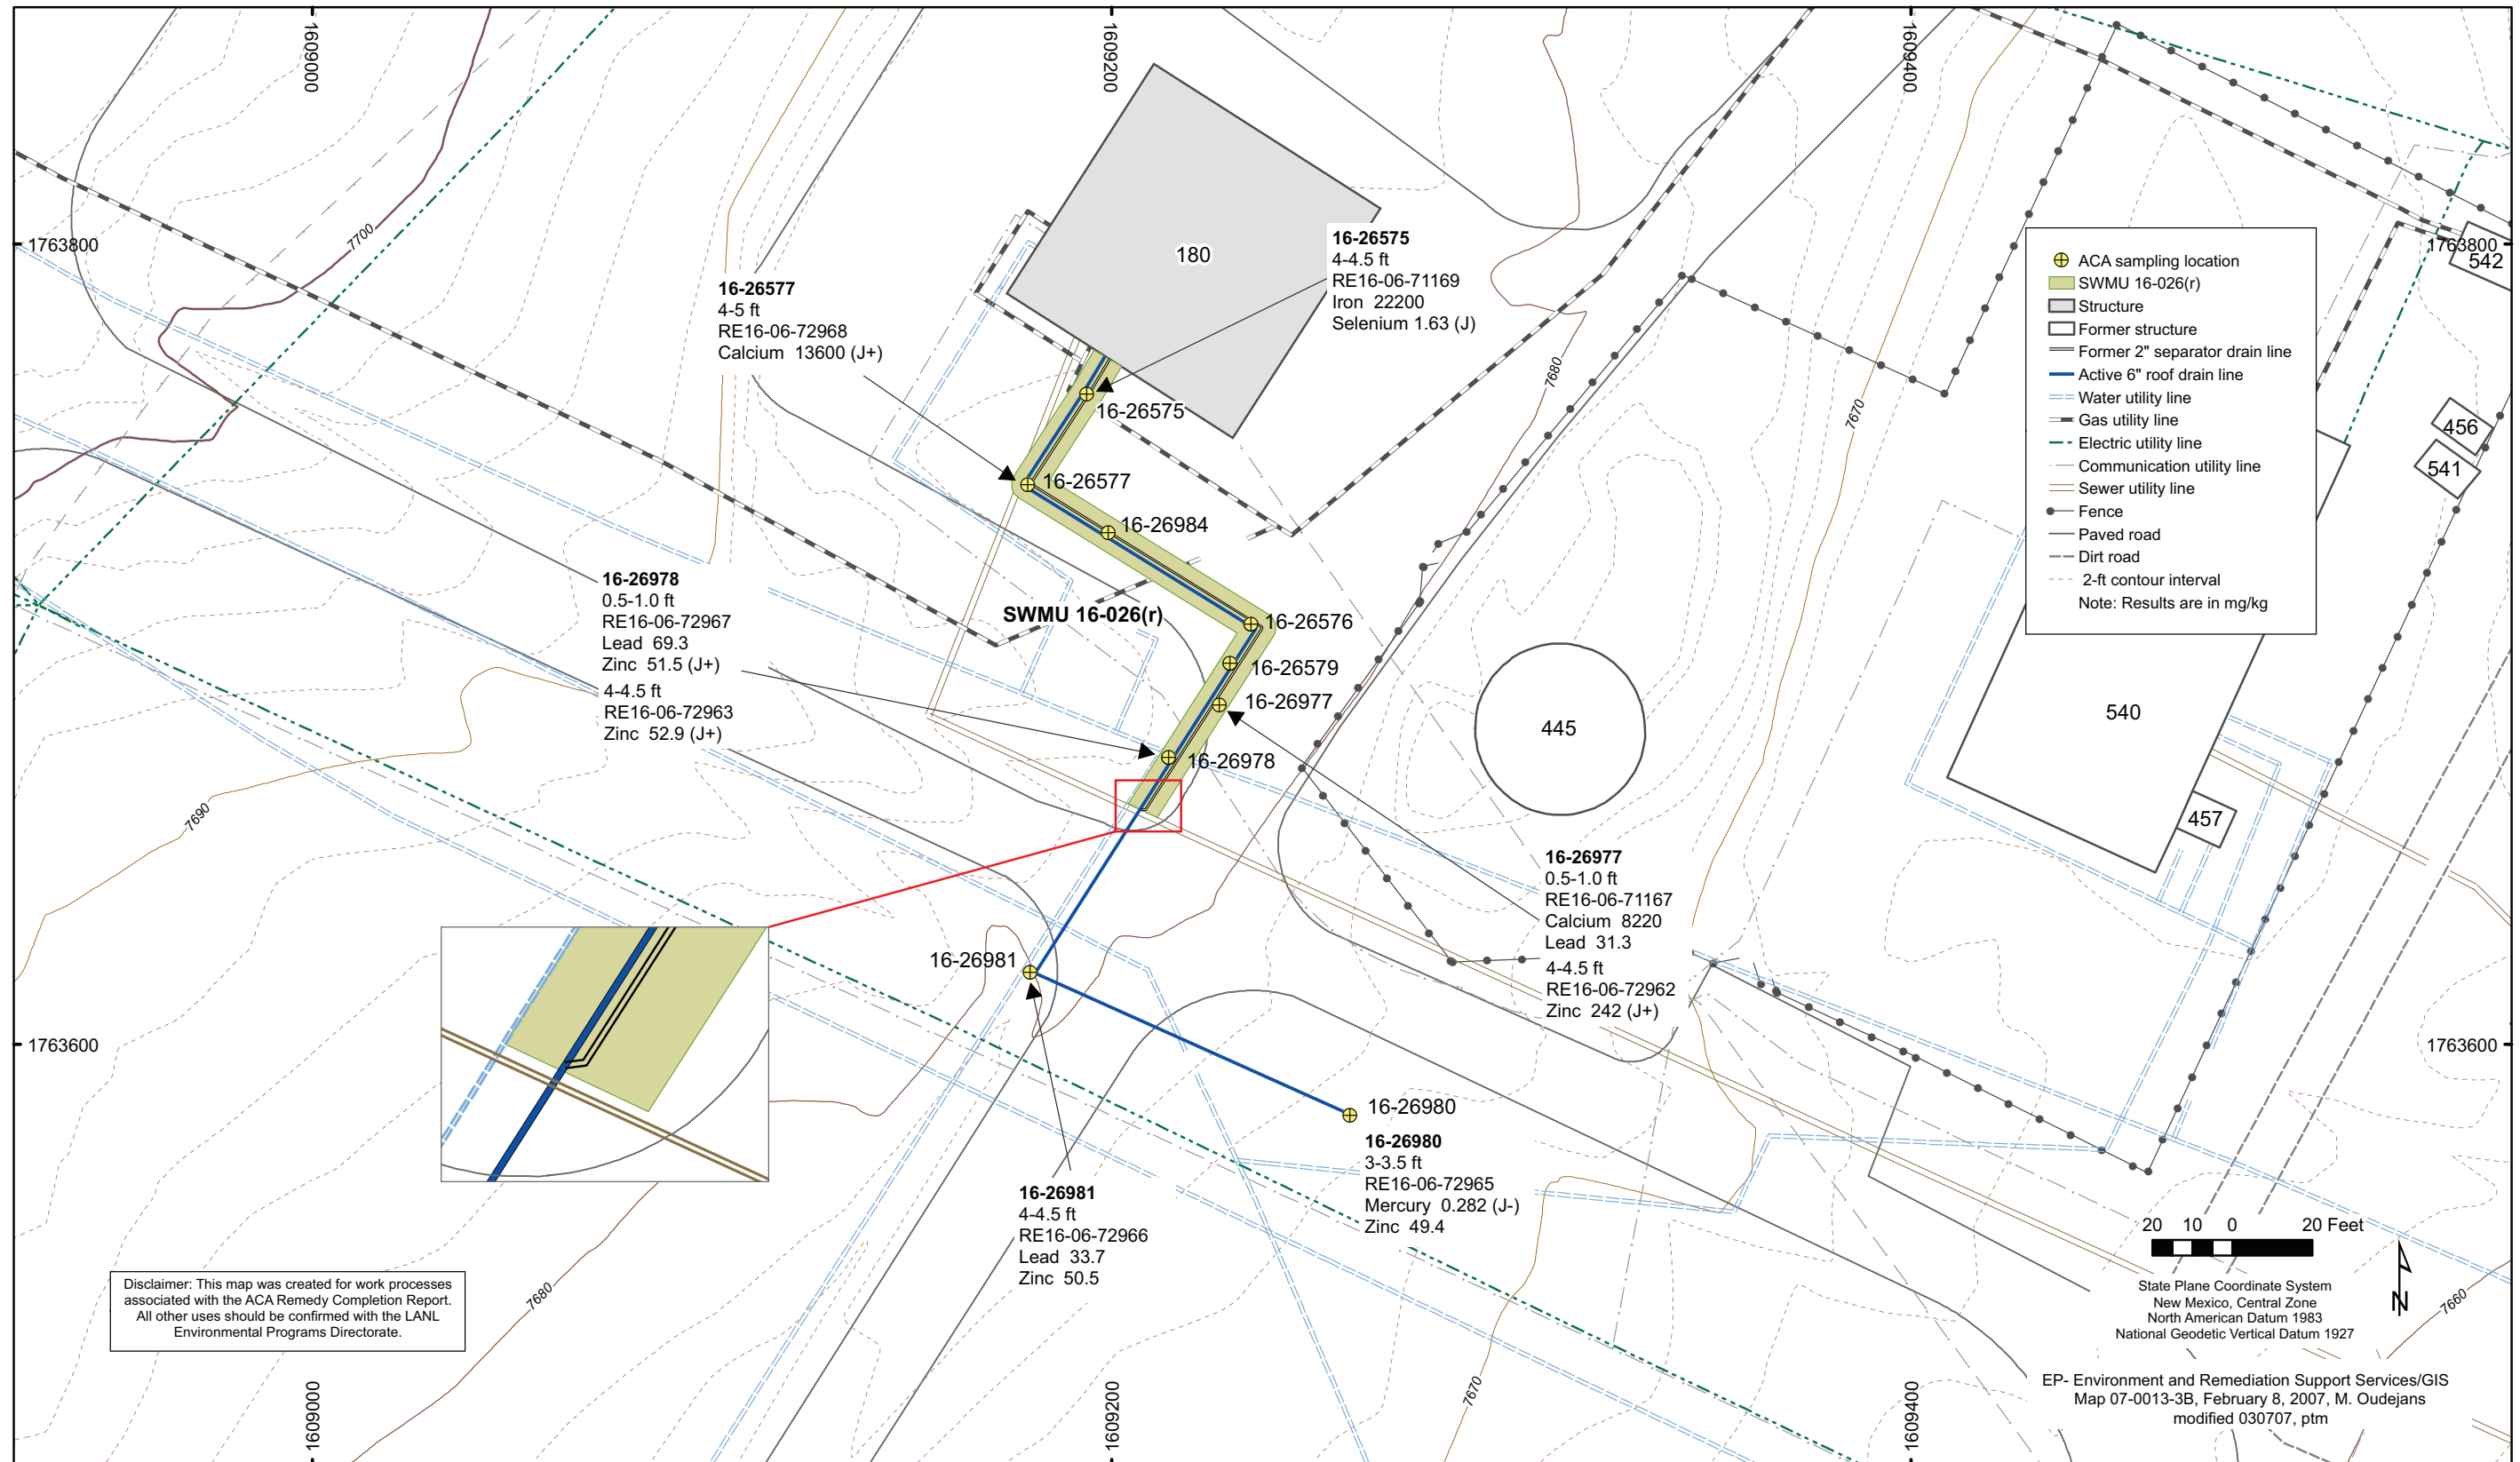 1609000
1609200
1609400
1763800
1763800
7700
180
16-26575
4-4.5 ft
RE16-06-71169
Iron 22200
Selenium 1.63 (J)
16-26577
4-5 ft
RE16-06-72968
Calcium 13600 (J+)
ACA sampling location
SWMU 16-026(r)
Structure
Former structure
Former 2" separator drain line
Active 6" roof drain line
Water utility line
Gas utility line
Electric utility line
Communication utility line
Sewer utility line
Fence
Paved road
Dirt road
2-ft contour interval
Note: Results are in mg/kg
542
456
541
7680
7670
16-26575
16-26577
16-26984
SWMU 16-026(r)
16-26576
16-26579
16-26977
16-26978
16-26978
0.5-1.0 ft
RE16-06-72967
Lead 69.3
Zinc 51.5 (J+)
4-4.5 ft
RE16-06-72963
Zinc 52.9 (J+)
445
540
457
7690
16-26977
0.5-1.0 ft
RE16-06-71167
Calcium 8220
Lead 31.3
4-4.5 ft
RE16-06-72962
Zinc 242 (J+)
16-26981
1763600
1763600
16-26980
16-26980
3-3.5 ft
RE16-06-72965
Mercury 0.282 (J-)
Zinc 49.4
16-26981
4-4.5 ft
RE16-06-72966
Lead 33.7
Zinc 50.5
20 10 0 20 Feet
State Plane Coordinate System
New Mexico, Central Zone
North American Datum 1983
National Geodetic Vertical Datum 1927
N
7660
7680
7670
Disclaimer: This map was created for work processes
associated with the ACA Remedy Completion Report.
All other uses should be confirmed with the LANL
Environmental Programs Directorate.
EP- Environment and Remediation Support Services/GIS
Map 07-0013-3B, February 8, 2007, M. Oudejans
modified 030707, ptm
1609000
1609200
1609400